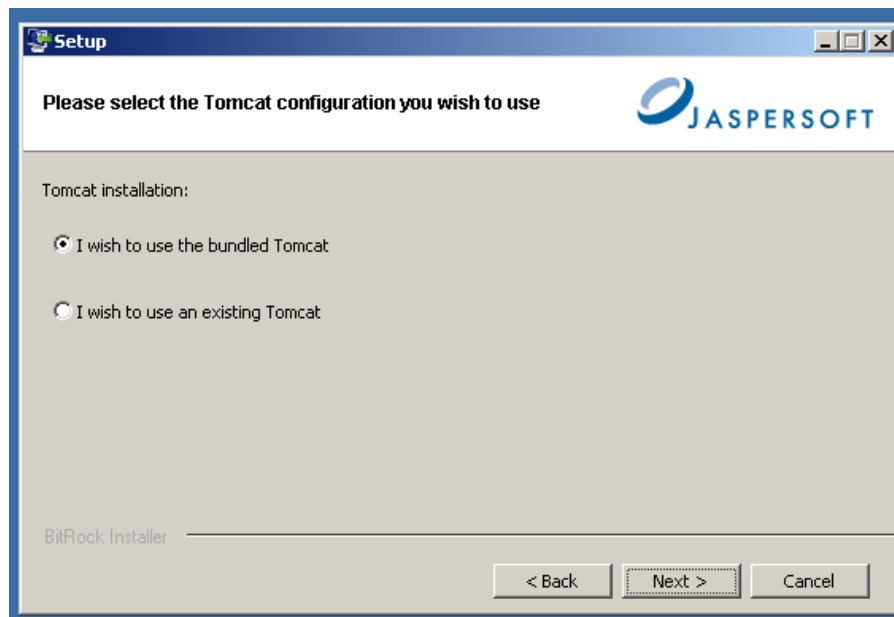 Setup
Please select the Tomcat configuration you wish to use
JASPERSOFT
Tomcat installation:
I wish to use the bundled Tomcat
I wish to use an existing Tomcat
BitRock Installer
< Back
Next >
Cancel